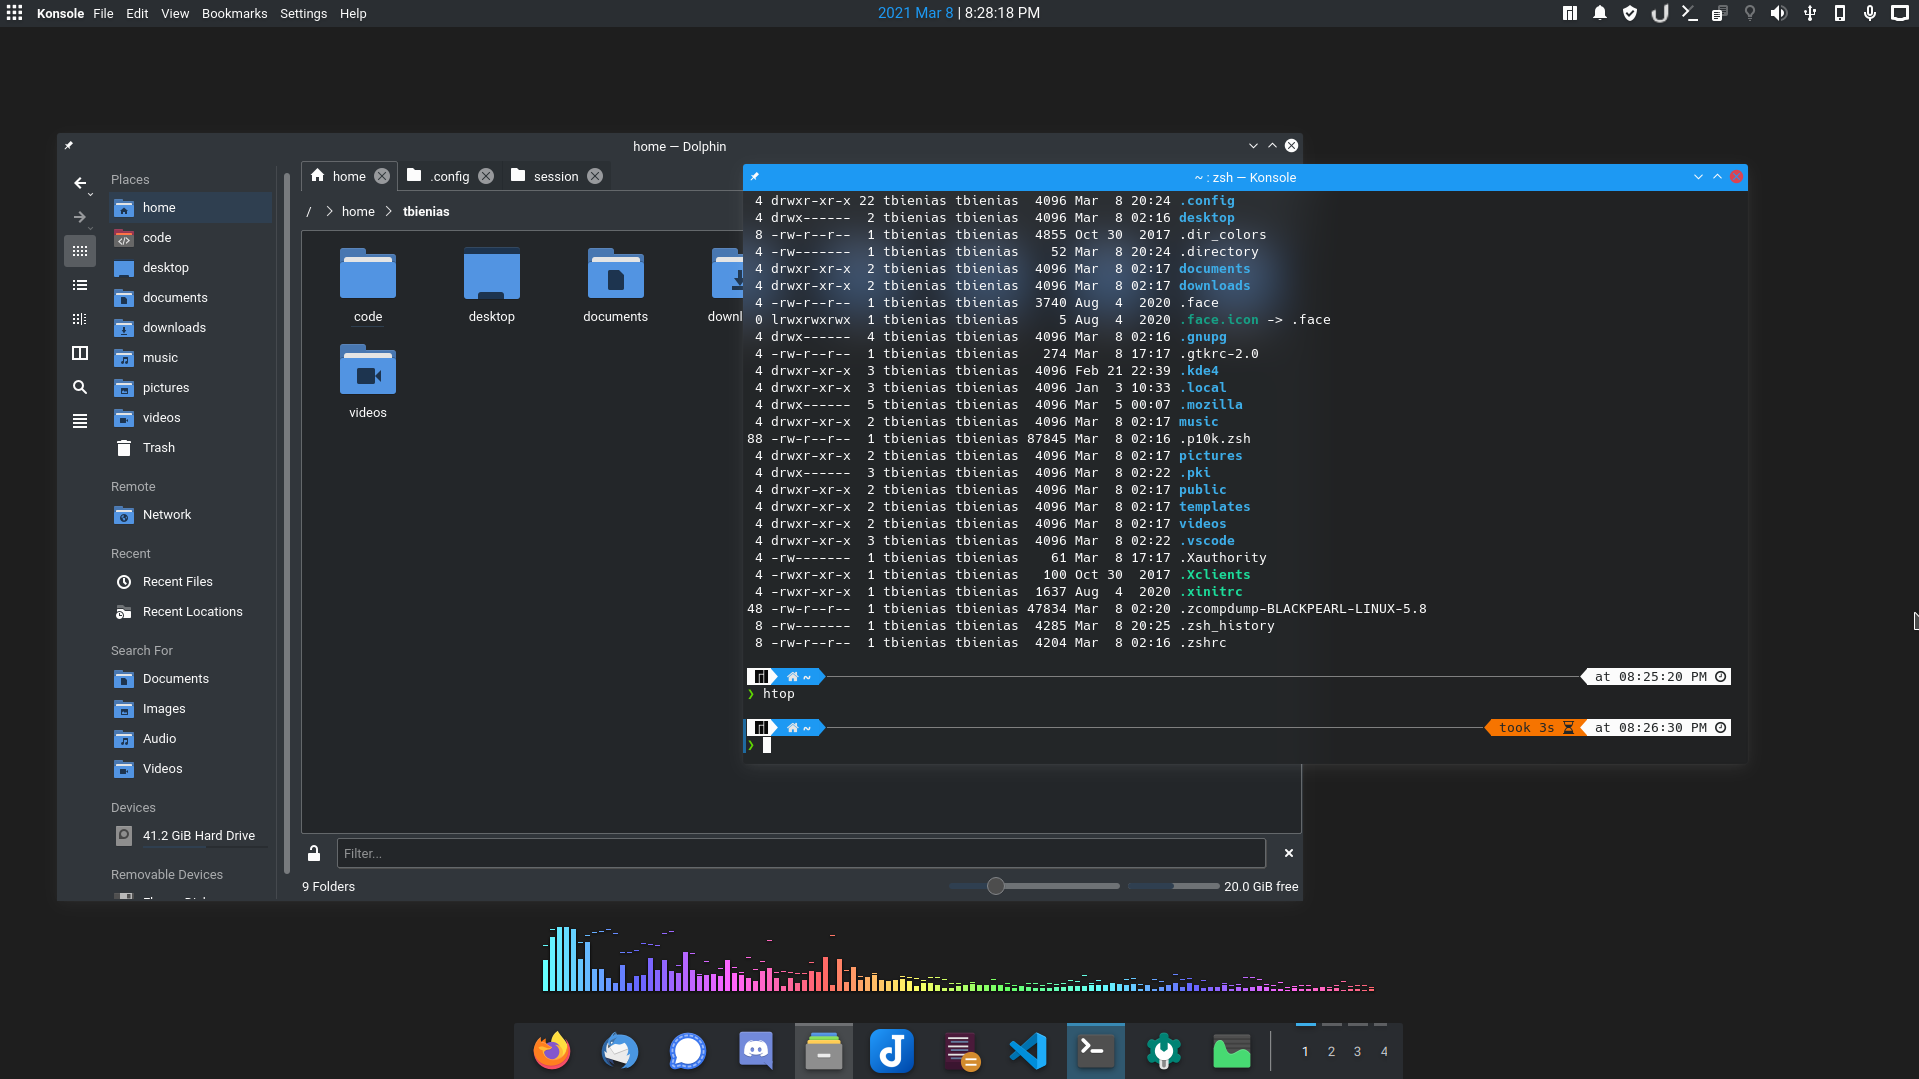 Konsole File Edit View Bookmarks Settings Help
2021 Mar 8 | 8:28:18 PM
home — Dolphin
Places
home
code
desktop
documents
downloads
music
pictures
videos
Trash
Remote
Network
Recent
Recent Files
Recent Locations
Search For
Documents
Images
Audio
Videos
Devices
41.2 GiB Hard Drive
Removable Devices
home .config session
/ > home > tbienias
code desktop documents downl
videos
Filter...
9 Folders
20.0 GiB free
~ : zsh — Konsole
4 drwxr-xr-x 22 tbienias tbienias 4096 Mar 8 20:24 .config
4 drwx------ 2 tbienias tbienias 4096 Mar 8 02:16 desktop
8 -rw-r--r-- 1 tbienias tbienias 4855 Oct 30 2017 .dir_colors
4 -rw------- 1 tbienias tbienias 52 Mar 8 20:24 .directory
4 drwxr-xr-x 2 tbienias tbienias 4096 Mar 8 02:17 documents
4 drwxr-xr-x 2 tbienias tbienias 4096 Mar 8 02:17 downloads
4 -rw-r--r-- 1 tbienias tbienias 3740 Aug 4 2020 .face
0 lrwxrwxrwx 1 tbienias tbienias 5 Aug 4 2020 .face.icon -> .face
4 drwx------ 4 tbienias tbienias 4096 Mar 8 02:16 .gnupg
4 -rw-r--r-- 1 tbienias tbienias 274 Mar 8 17:17 .gtkrc-2.0
4 drwxr-xr-x 3 tbienias tbienias 4096 Feb 21 22:39 .kde4
4 drwxr-xr-x 3 tbienias tbienias 4096 Jan 3 10:33 .local
4 drwx------ 5 tbienias tbienias 4096 Mar 5 00:07 .mozilla
4 drwxr-xr-x 2 tbienias tbienias 4096 Mar 8 02:17 music
88 -rw-r--r-- 1 tbienias tbienias 87845 Mar 8 02:16 .p10k.zsh
4 drwxr-xr-x 2 tbienias tbienias 4096 Mar 8 02:17 pictures
4 drwx------ 3 tbienias tbienias 4096 Mar 8 02:22 .pki
4 drwxr-xr-x 2 tbienias tbienias 4096 Mar 8 02:17 public
4 drwxr-xr-x 2 tbienias tbienias 4096 Mar 8 02:17 templates
4 drwxr-xr-x 2 tbienias tbienias 4096 Mar 8 02:17 videos
4 drwxr-xr-x 3 tbienias tbienias 4096 Mar 8 02:22 .vscode
4 -rw------- 1 tbienias tbienias 61 Mar 8 17:17 .Xauthority
4 -rwxr-xr-x 1 tbienias tbienias 100 Oct 30 2017 .Xclients
4 -rwxr-xr-x 1 tbienias tbienias 1637 Aug 4 2020 .xinitrc
48 -rw-r--r-- 1 tbienias tbienias 47834 Mar 8 02:20 .zcompdump-BLACKPEARL-LINUX-5.8
8 -rw------- 1 tbienias tbienias 4285 Mar 8 20:25 .zsh_history
8 -rw-r--r-- 1 tbienias tbienias 4204 Mar 8 02:16 .zshrc
~ at 08:25:20 PM
❯ htop
~ took 3s at 08:26:30 PM
❯
1 2 3 4